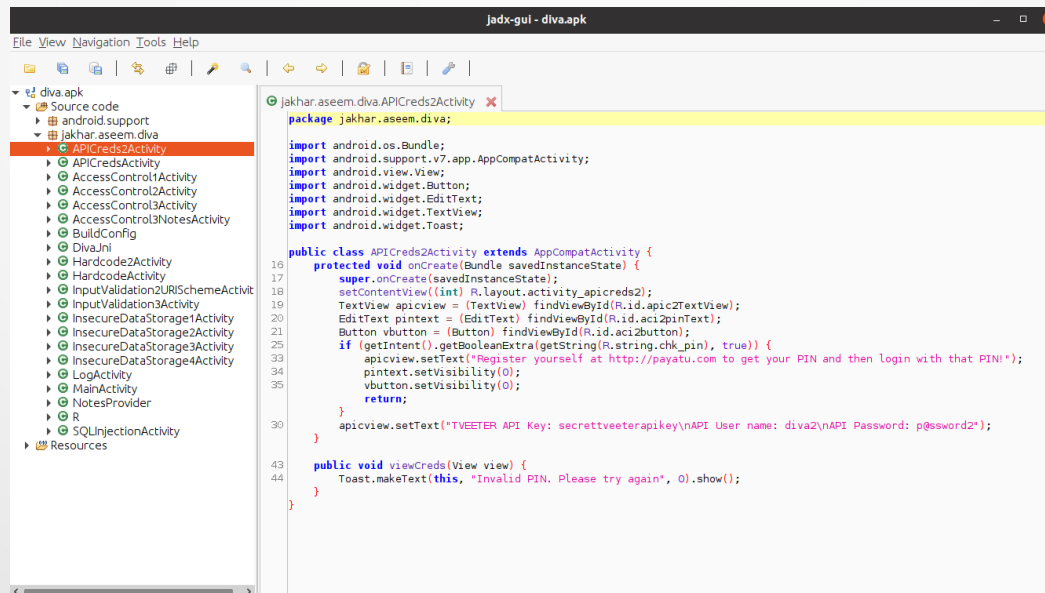 jadx-gui - diva.apk
File View Navigation Tools Help
diva.apk
Source code
android.support
jakhar.aseem.diva
APICreds2Activity
APICredsActivity
AccessControl1Activity
AccessControl2Activity
AccessControl3Activity
AccessControl3NotesActivity
BuildConfig
DivaJni
Hardcode2Activity
HardcodeActivity
InputValidation2URISchemeActivit
InputValidation3Activity
InsecureDataStorage1Activity
InsecureDataStorage2Activity
InsecureDataStorage3Activity
InsecureDataStorage4Activity
LogActivity
MainActivity
NotesProvider
R
SQLInjectionActivity
Resources
jakhar.aseem.diva.APICreds2Activity
package jakhar.aseem.diva;
import android.os.Bundle;
import android.support.v7.app.AppCompatActivity;
import android.view.View;
import android.widget.Button;
import android.widget.EditText;
import android.widget.TextView;
import android.widget.Toast;
public class APICreds2Activity extends AppCompatActivity {
16 protected void onCreate(Bundle savedInstanceState) {
17 super.onCreate(savedInstanceState);
18 setContentView((int) R.layout.activity_apicreds2);
19 TextView apicview = (TextView) findViewById(R.id.apic2TextView);
20 EditText pintext = (EditText) findViewById(R.id.aci2pinText);
21 Button vbutton = (Button) findViewById(R.id.aci2button);
25 if (getIntent().getBooleanExtra(getString(R.string.chk_pin), true)) {
33 apicview.setText("Register yourself at http://payatu.com to get your PIN and then login with that PIN!");
34 pintext.setVisibility(0);
35 vbutton.setVisibility(0);
return;
}
30 apicview.setText("TVEETER API Key: secrettveeterapikey\nAPI User name: diva2\nAPI Password: p@ssword2");
}
43 public void viewCreds(View view) {
44 Toast.makeText(this, "Invalid PIN. Please try again", 0).show();
}
}